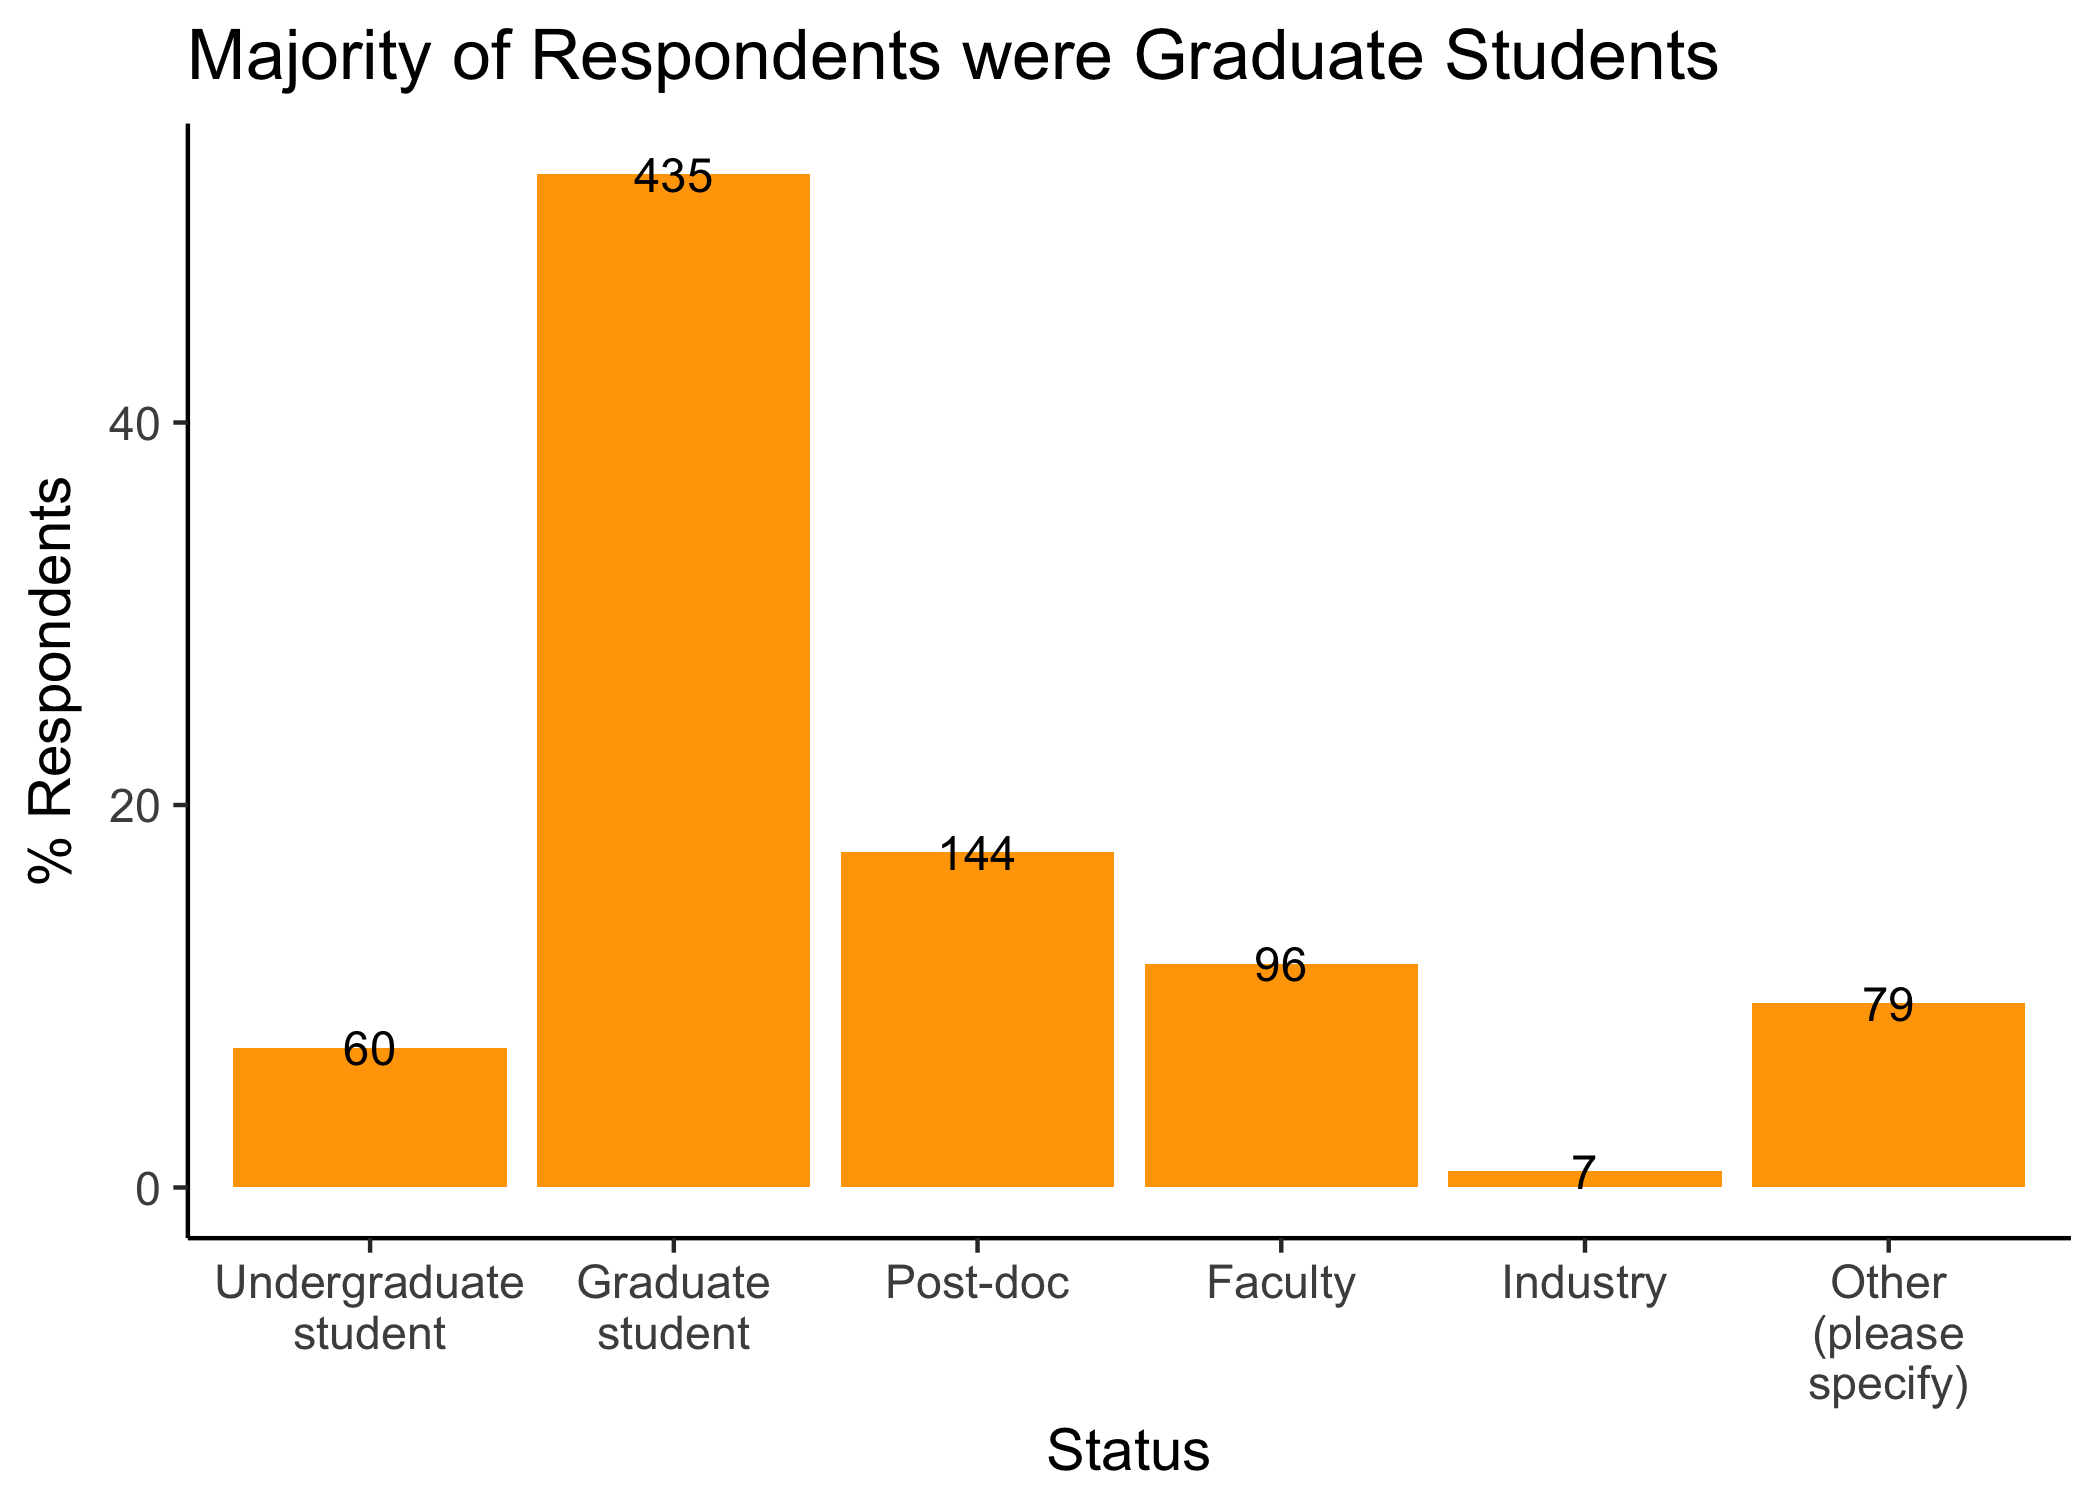 Majority of Respondents were Graduate Students
% Respondents
40
20
0
435
144
96
79
60
7
Undergraduate
student
Graduate
student
Post-doc
Faculty
Industry
Other
(please
specify)
Status